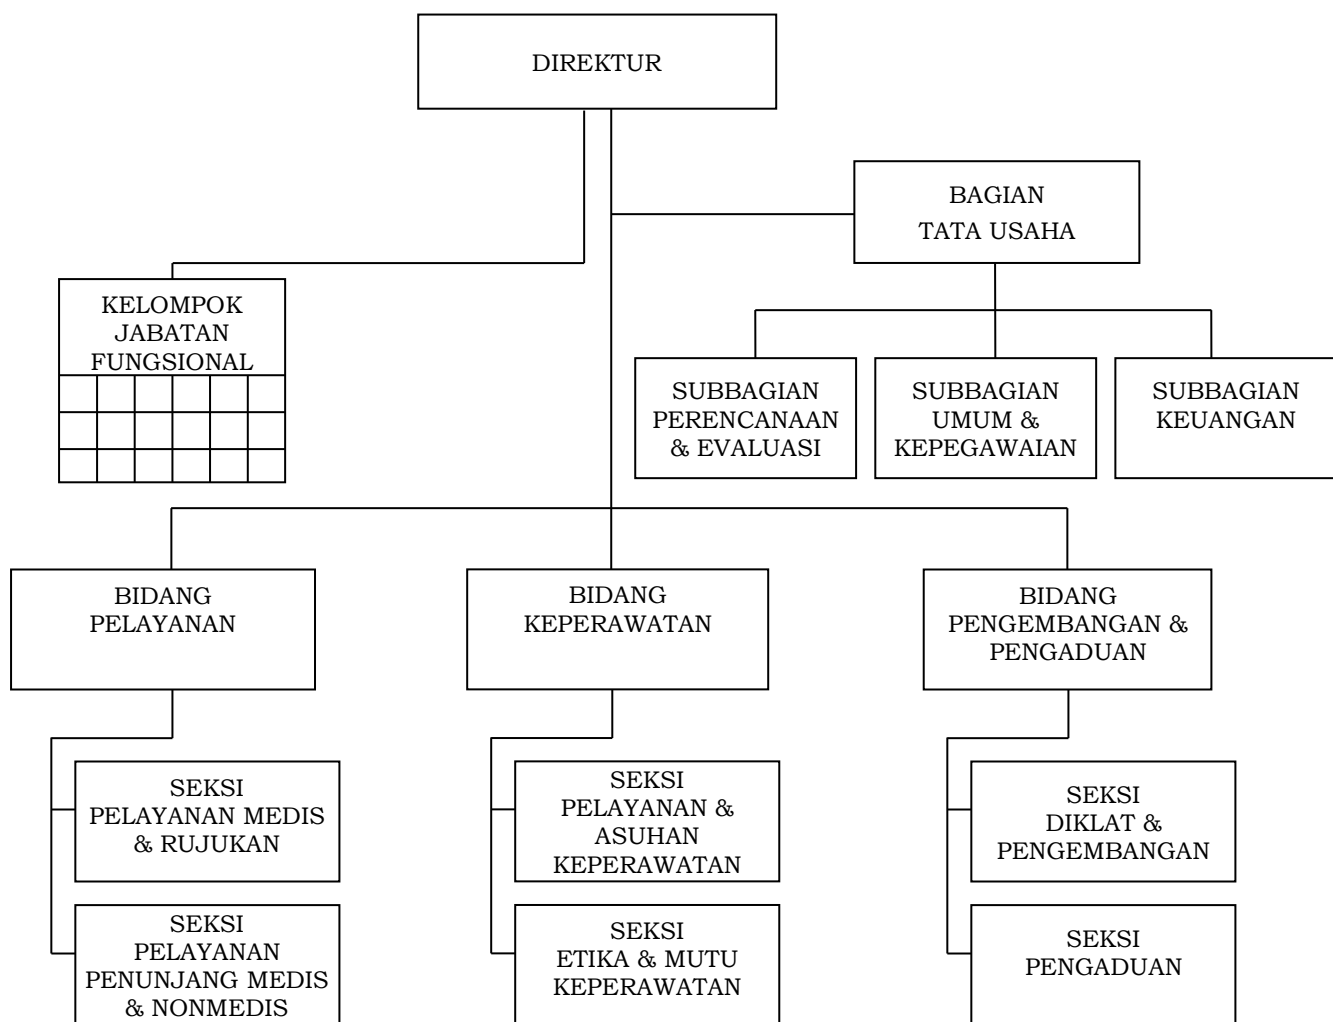 DIREKTUR
BAGIAN
TATA USAHA
KELOMPOK
JABATAN
FUNGSIONAL
SUBBAGIAN
PERENCANAAN
& EVALUASI
SUBBAGIAN
UMUM &
KEPEGAWAIAN
SUBBAGIAN
KEUANGAN
BIDANG
PELAYANAN
BIDANG
KEPERAWATAN
BIDANG
PENGEMBANGAN &
PENGADUAN
SEKSI
PELAYANAN MEDIS
& RUJUKAN
SEKSI
PELAYANAN &
ASUHAN
KEPERAWATAN
SEKSI
DIKLAT &
PENGEMBANGAN
SEKSI
PELAYANAN
PENUNJANG MEDIS
& NONMEDIS
SEKSI
ETIKA & MUTU
KEPERAWATAN
SEKSI
PENGADUAN